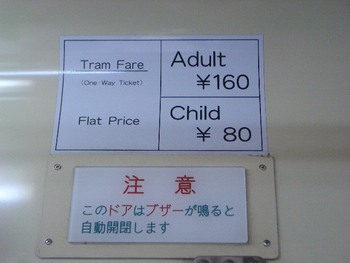 Tram Fare
(One-Way Ticket)
Flat Price
Adult
¥160
Child
¥ 80
注 意
このドアはブザーが鳴ると
自動開閉します